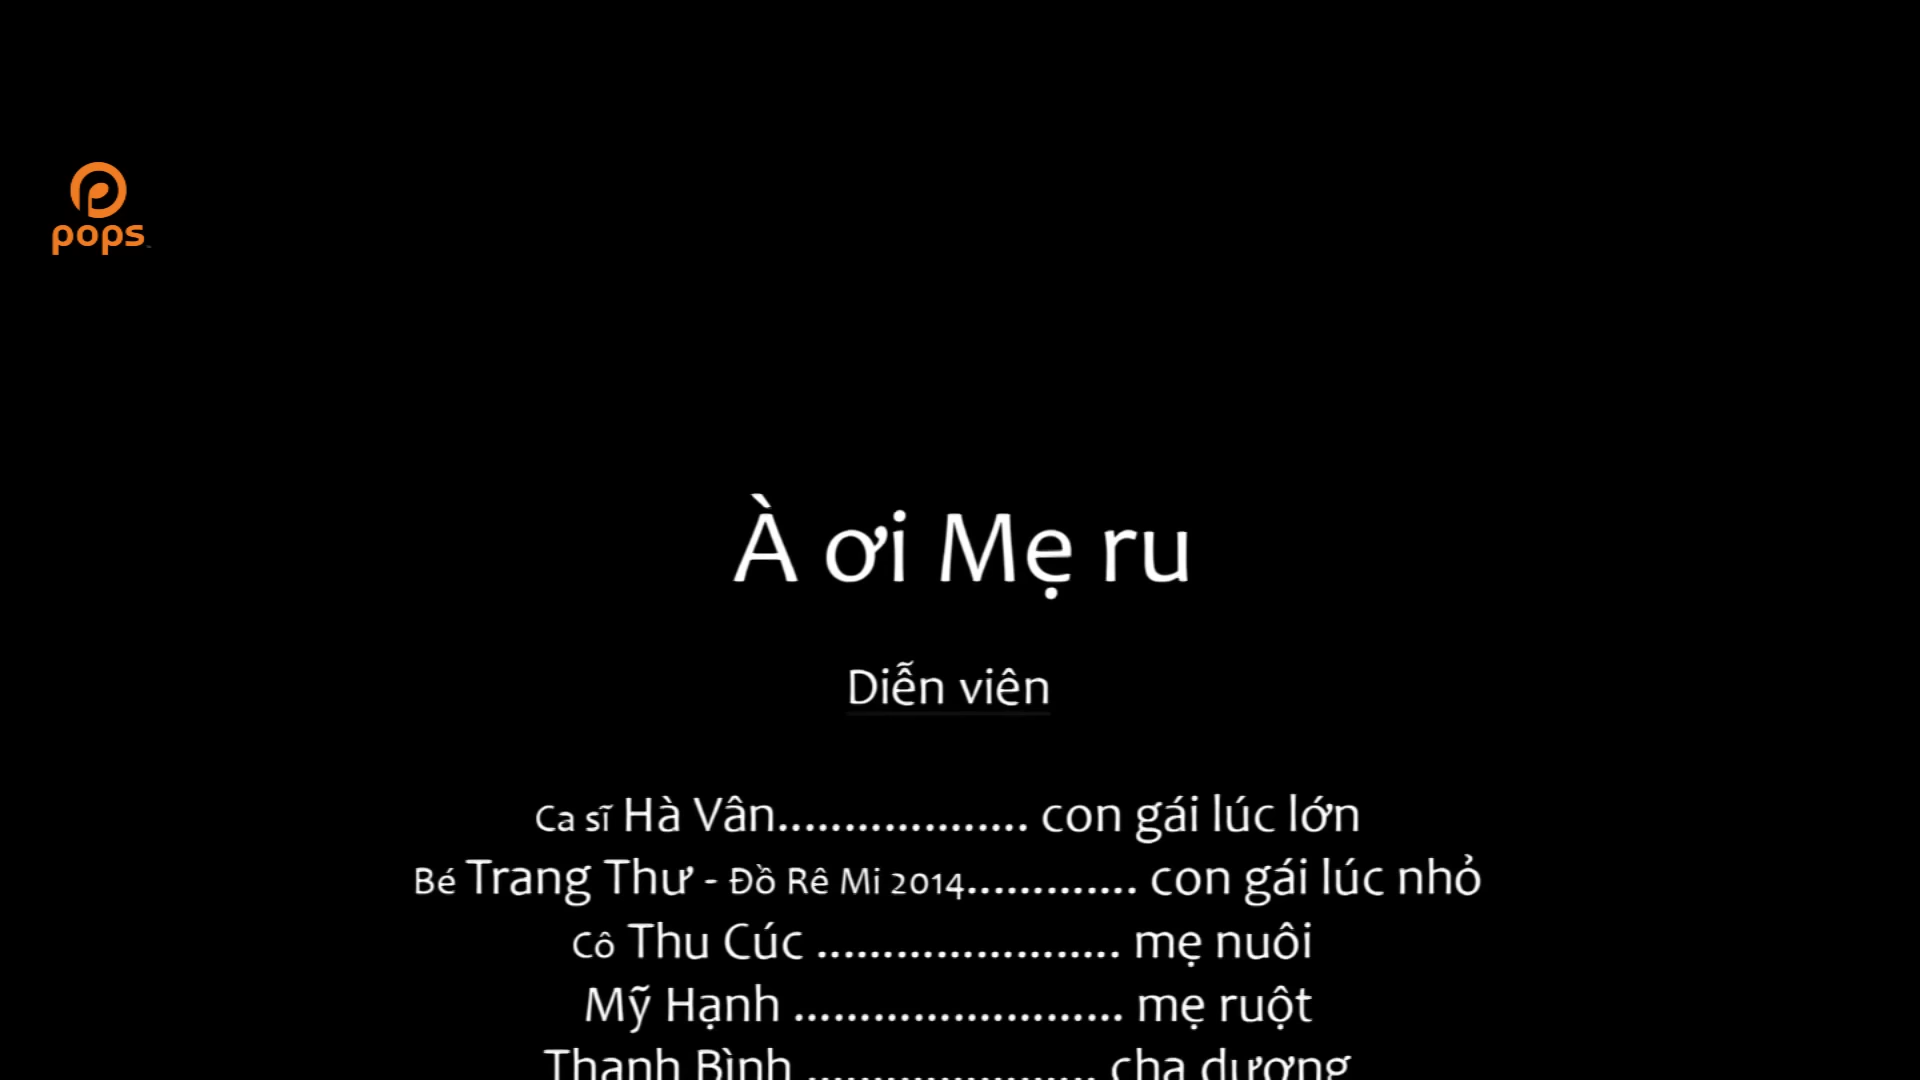 pops
À ơi Mẹ ru
Diễn viên
Ca sĩ Hà Vân................... con gái lúc lớn
Bé Trang Thư - Đồ Rê Mi 2014............. con gái lúc nhỏ
Cô Thu Cúc ....................... mẹ nuôi
Mỹ Hạnh ......................... mẹ ruột
Thanh Bình ...................... cha dượng